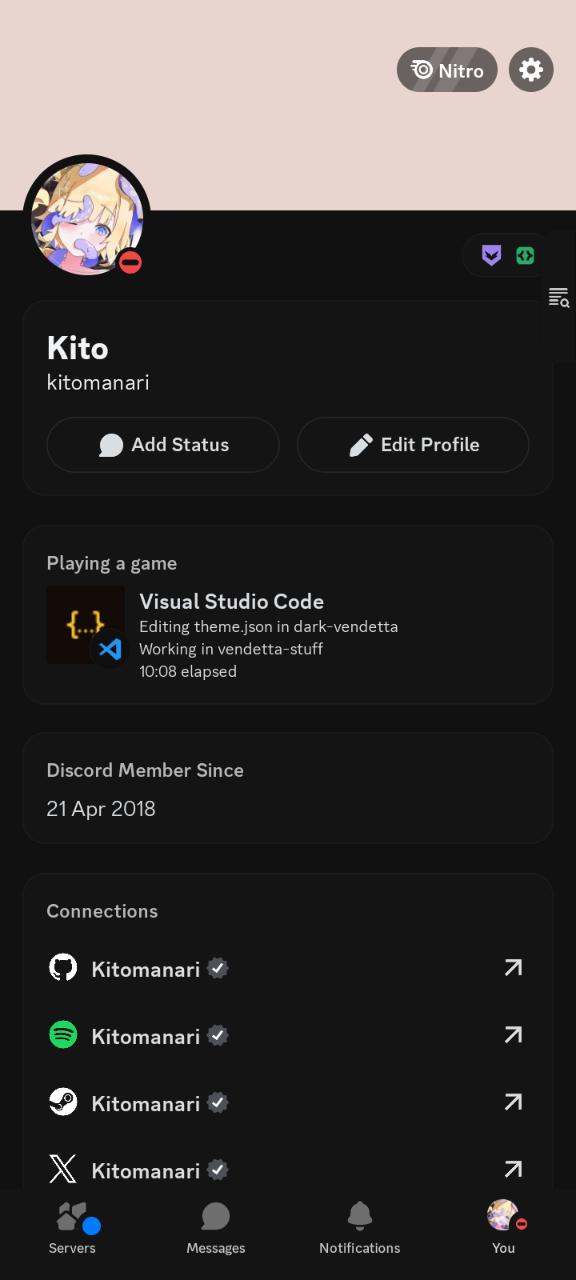 Nitro
Kito
kitomanari
Add Status
Edit Profile
Playing a game
{...}
Visual Studio Code
Editing theme.json in dark-vendetta
Working in vendetta-stuff
10:08 elapsed
Discord Member Since
21 Apr 2018
Connections
Kitomanari
Kitomanari
Kitomanari
Kitomanari
Servers
Messages
Notifications
You